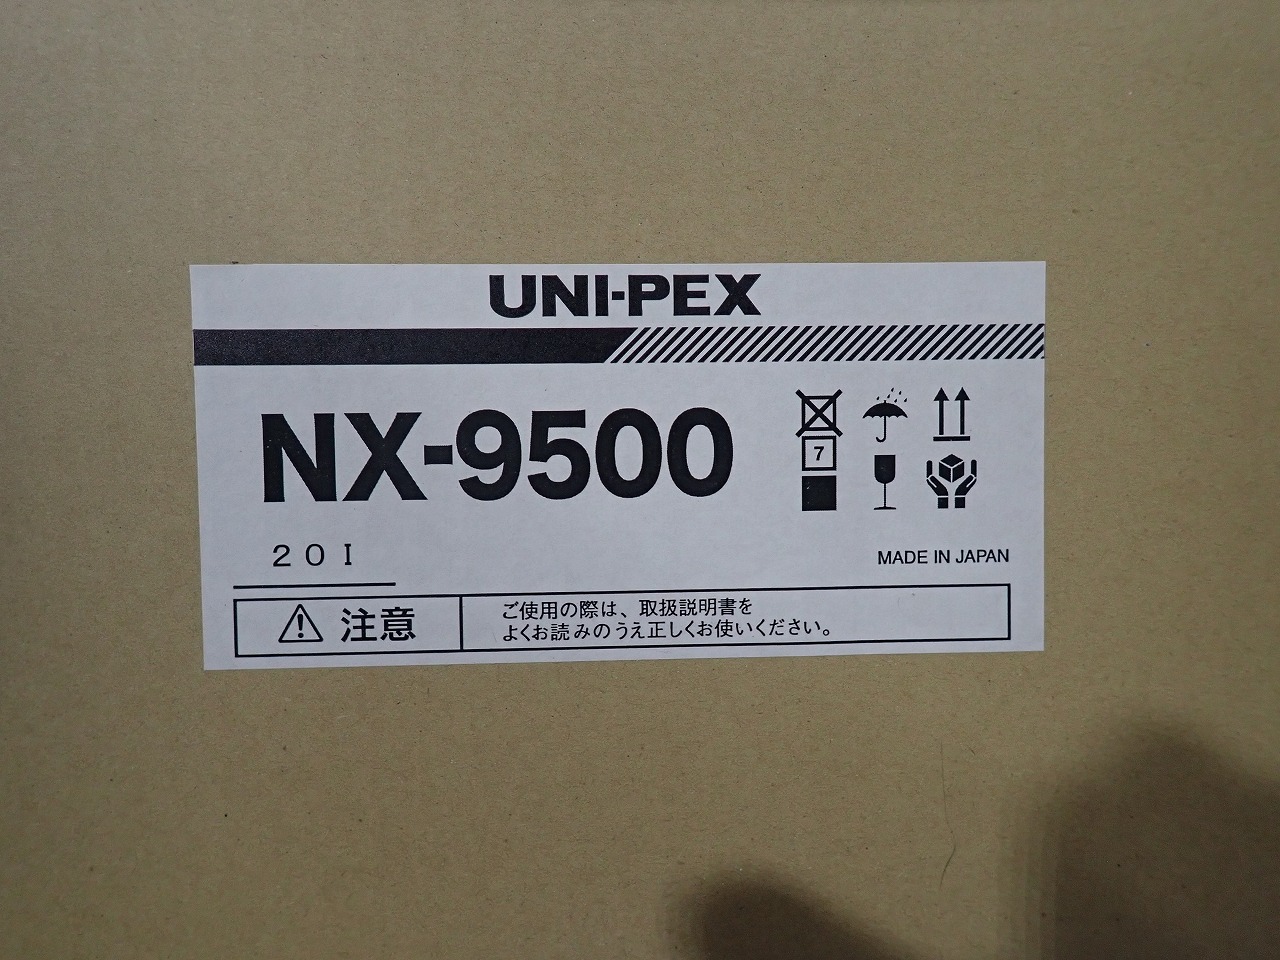 UNI-PEX
NX-9500
7
20I
MADE IN JAPAN
注意
ご使用の際は、取扱説明書を
よくお読みのうえ正しくお使いください。